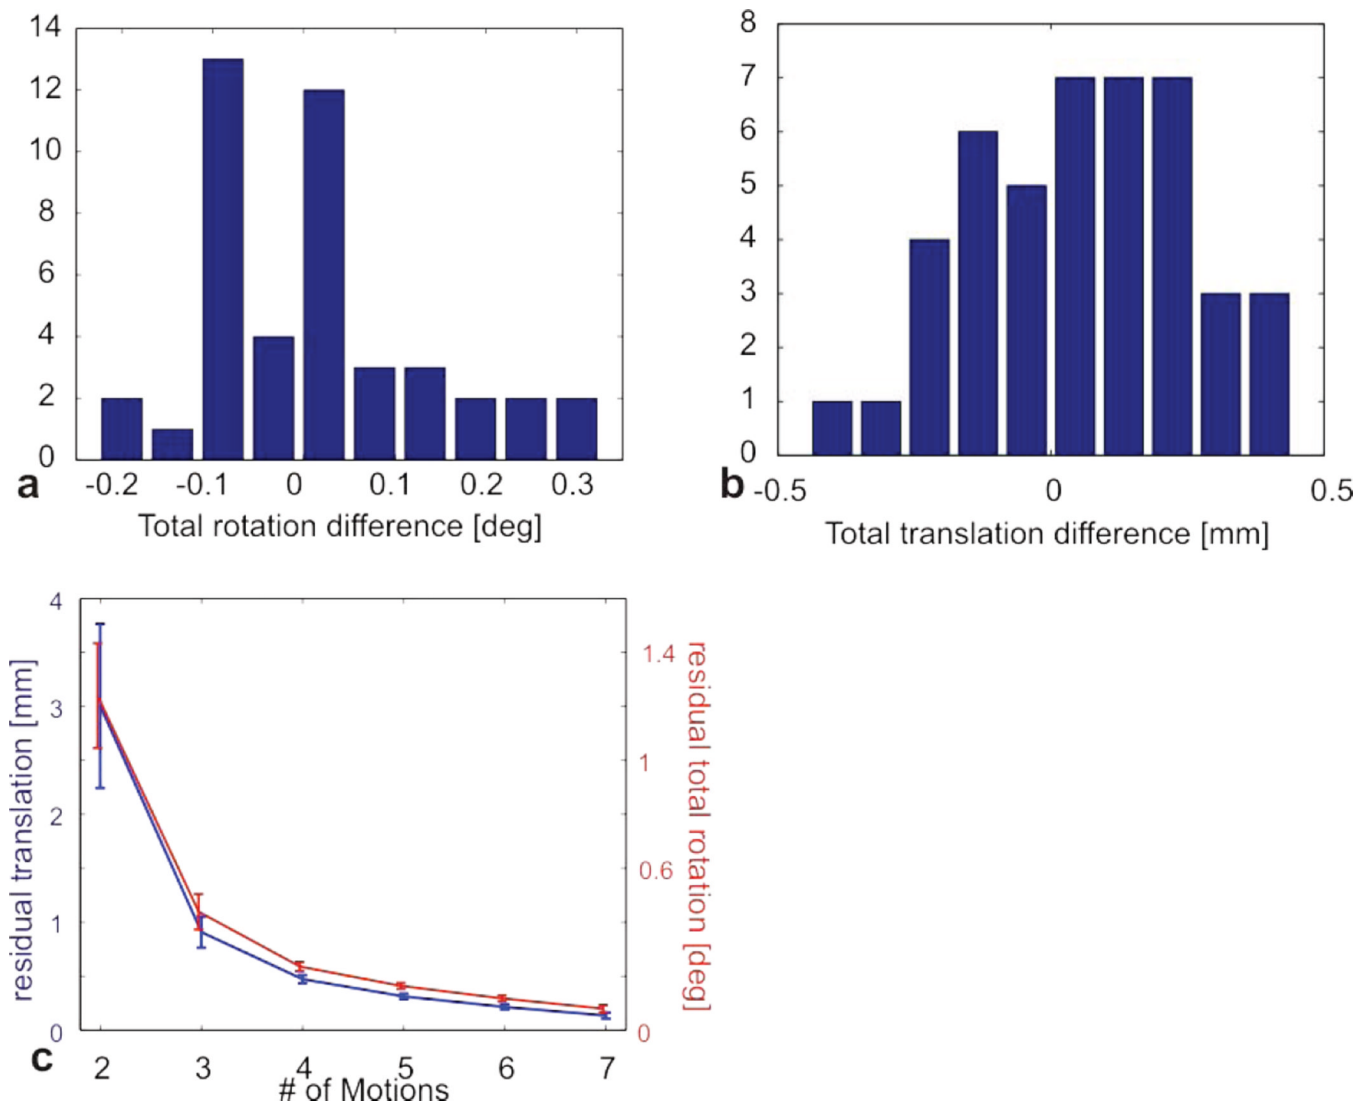 14
12
10
8
6
4
2
0
-0.2 -0.1 0 0.1 0.2 0.3
a
Total rotation difference [deg]
8
7
6
5
4
3
2
1
0
-0.5 0 0.5
b
Total translation difference [mm]
4
3
2
1
0
residual translation [mm]
1.4
1
0.6
0
residual total rotation [deg]
2 3 4 5 6 7
c
# of Motions